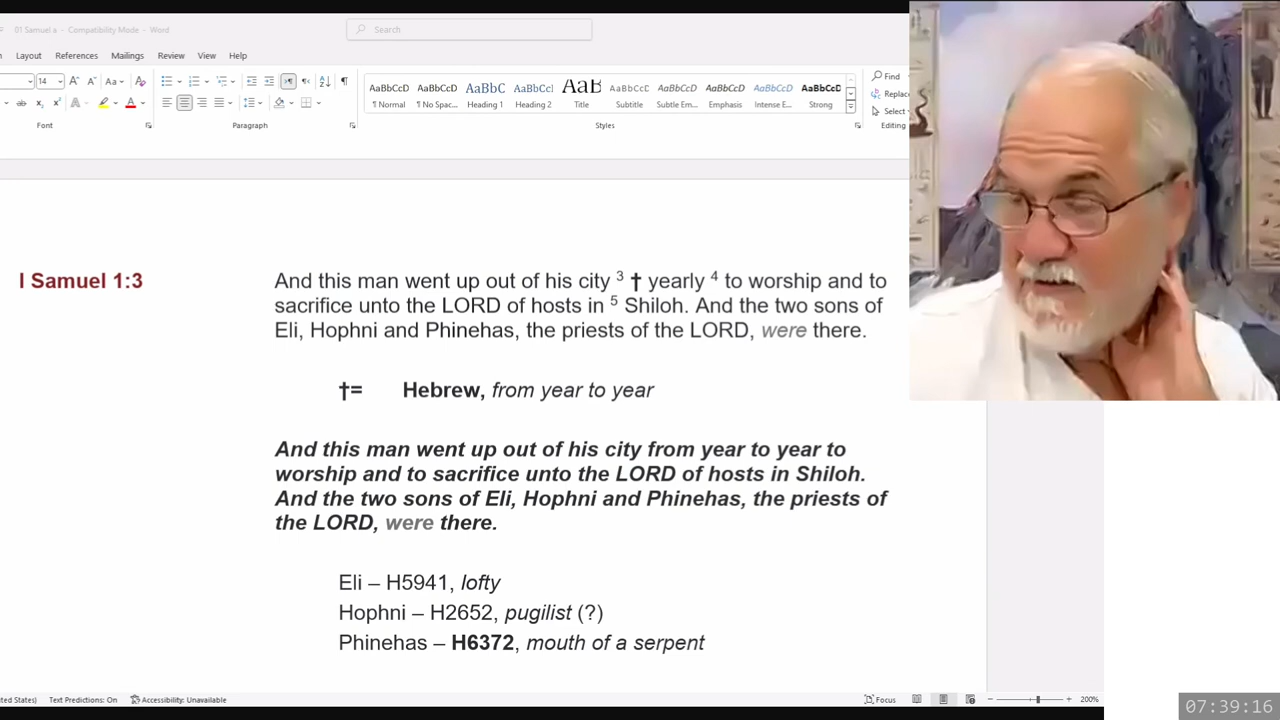 01 Samuel a - Compatibility Mode - Word
Search
Layout References Mailings Review View Help
14 Aa
AaBbCcD AaBbCcD AaBbC AaBbCcl AaB AaBbCcD AaBbCcD AaBbCcD AaBbCcD AaBbCcD
¶ Normal ¶ No Spac... Heading 1 Heading 2 Title Subtitle Subtle Em... Emphasis Intense E... Strong
Find
Replace
Select
Font Paragraph Styles Editing
I Samuel 1:3
And this man went up out of his city 3 † yearly 4 to worship and to
sacrifice unto the LORD of hosts in 5 Shiloh. And the two sons of
Eli, Hophni and Phinehas, the priests of the LORD, were there.
†= Hebrew, from year to year
And this man went up out of his city from year to year to
worship and to sacrifice unto the LORD of hosts in Shiloh.
And the two sons of Eli, Hophni and Phinehas, the priests of
the LORD, were there.
Eli – H5941, lofty
Hophni – H2652, pugilist (?)
Phinehas – H6372, mouth of a serpent
ted States) Text Predictions: On Accessibility: Unavailable Focus 200%
07:39:16